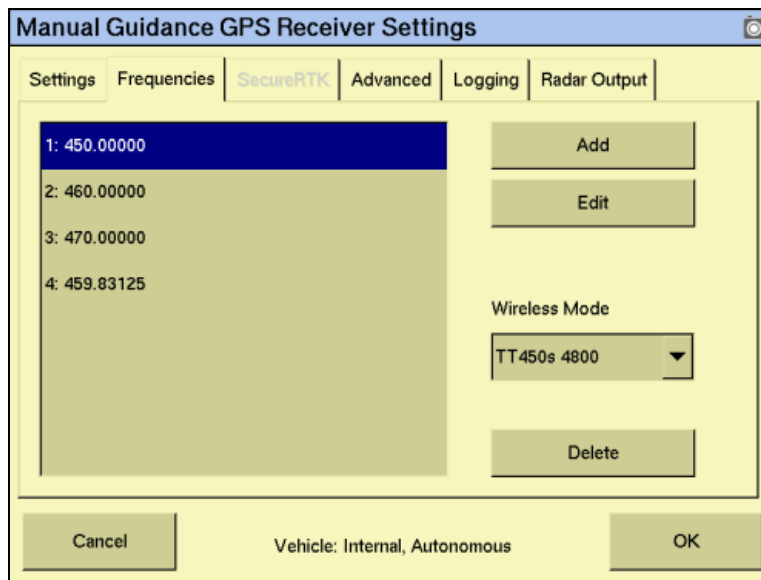 Manual Guidance GPS Receiver Settings
Settings Frequencies SecureRTK Advanced Logging Radar Output
1: 450.00000
2: 460.00000
3: 470.00000
4: 459.83125
Add
Edit
Wireless Mode
TT450s 4800
Delete
Cancel
Vehicle: Internal, Autonomous
OK